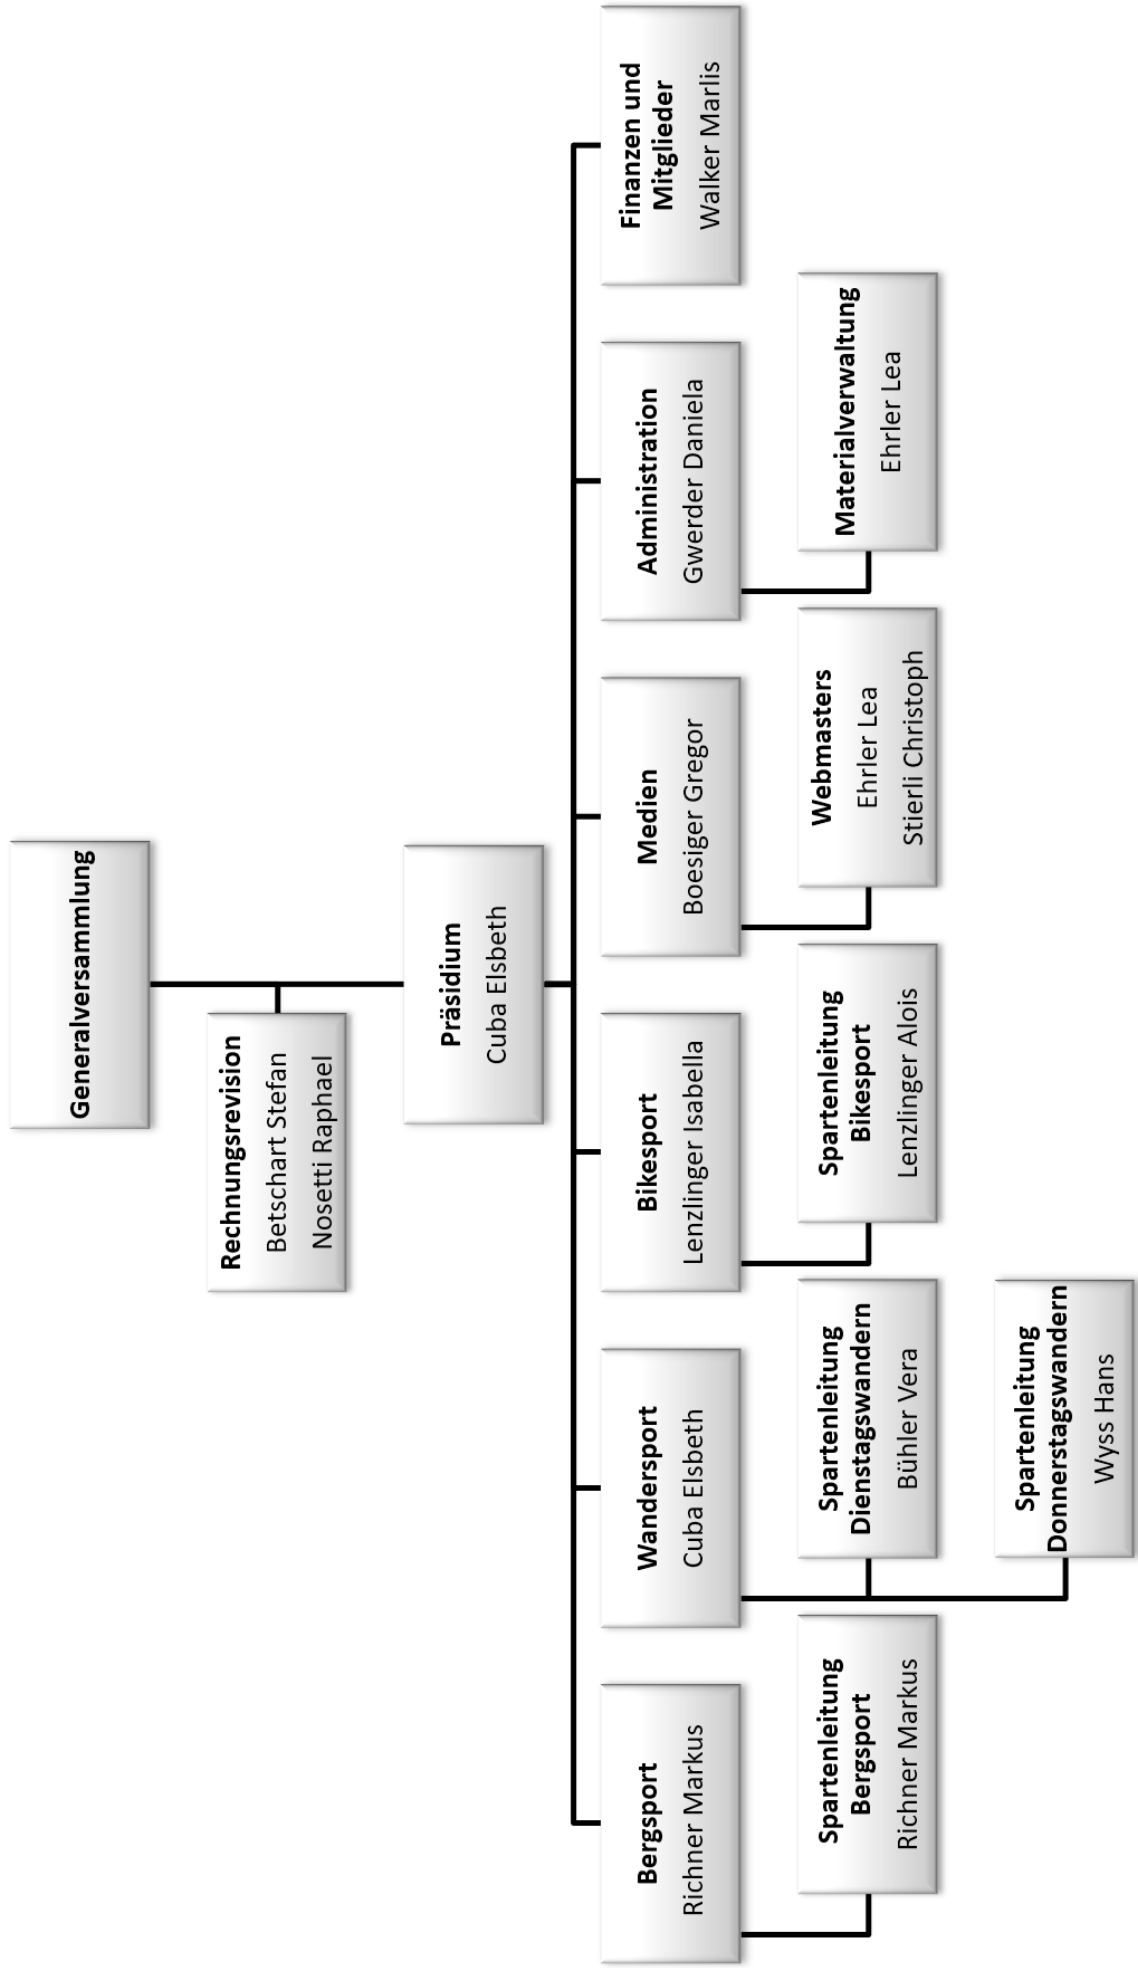 Generalversammlung
Rechnungsrevision
Betschart Stefan
Nosetti Raphael
Präsidium
Cuba Elsbeth
Bergsport
Richner Markus
Wandersport
Cuba Elsbeth
Bikesport
Lenzlinger Isabella
Medien
Boesiger Gregor
Administration
Gwerder Daniela
Finanzen und
Mitglieder
Walker Marlis
Spartenleitung
Bergsport
Richner Markus
Spartenleitung
Dienstagswandern
Bühler Vera
Spartenleitung
Bikesport
Lenzlinger Alois
Webmasters
Ehrler Lea
Stierli Christoph
Materialverwaltung
Ehrler Lea
Spartenleitung
Donnerstagswandern
Wyss Hans